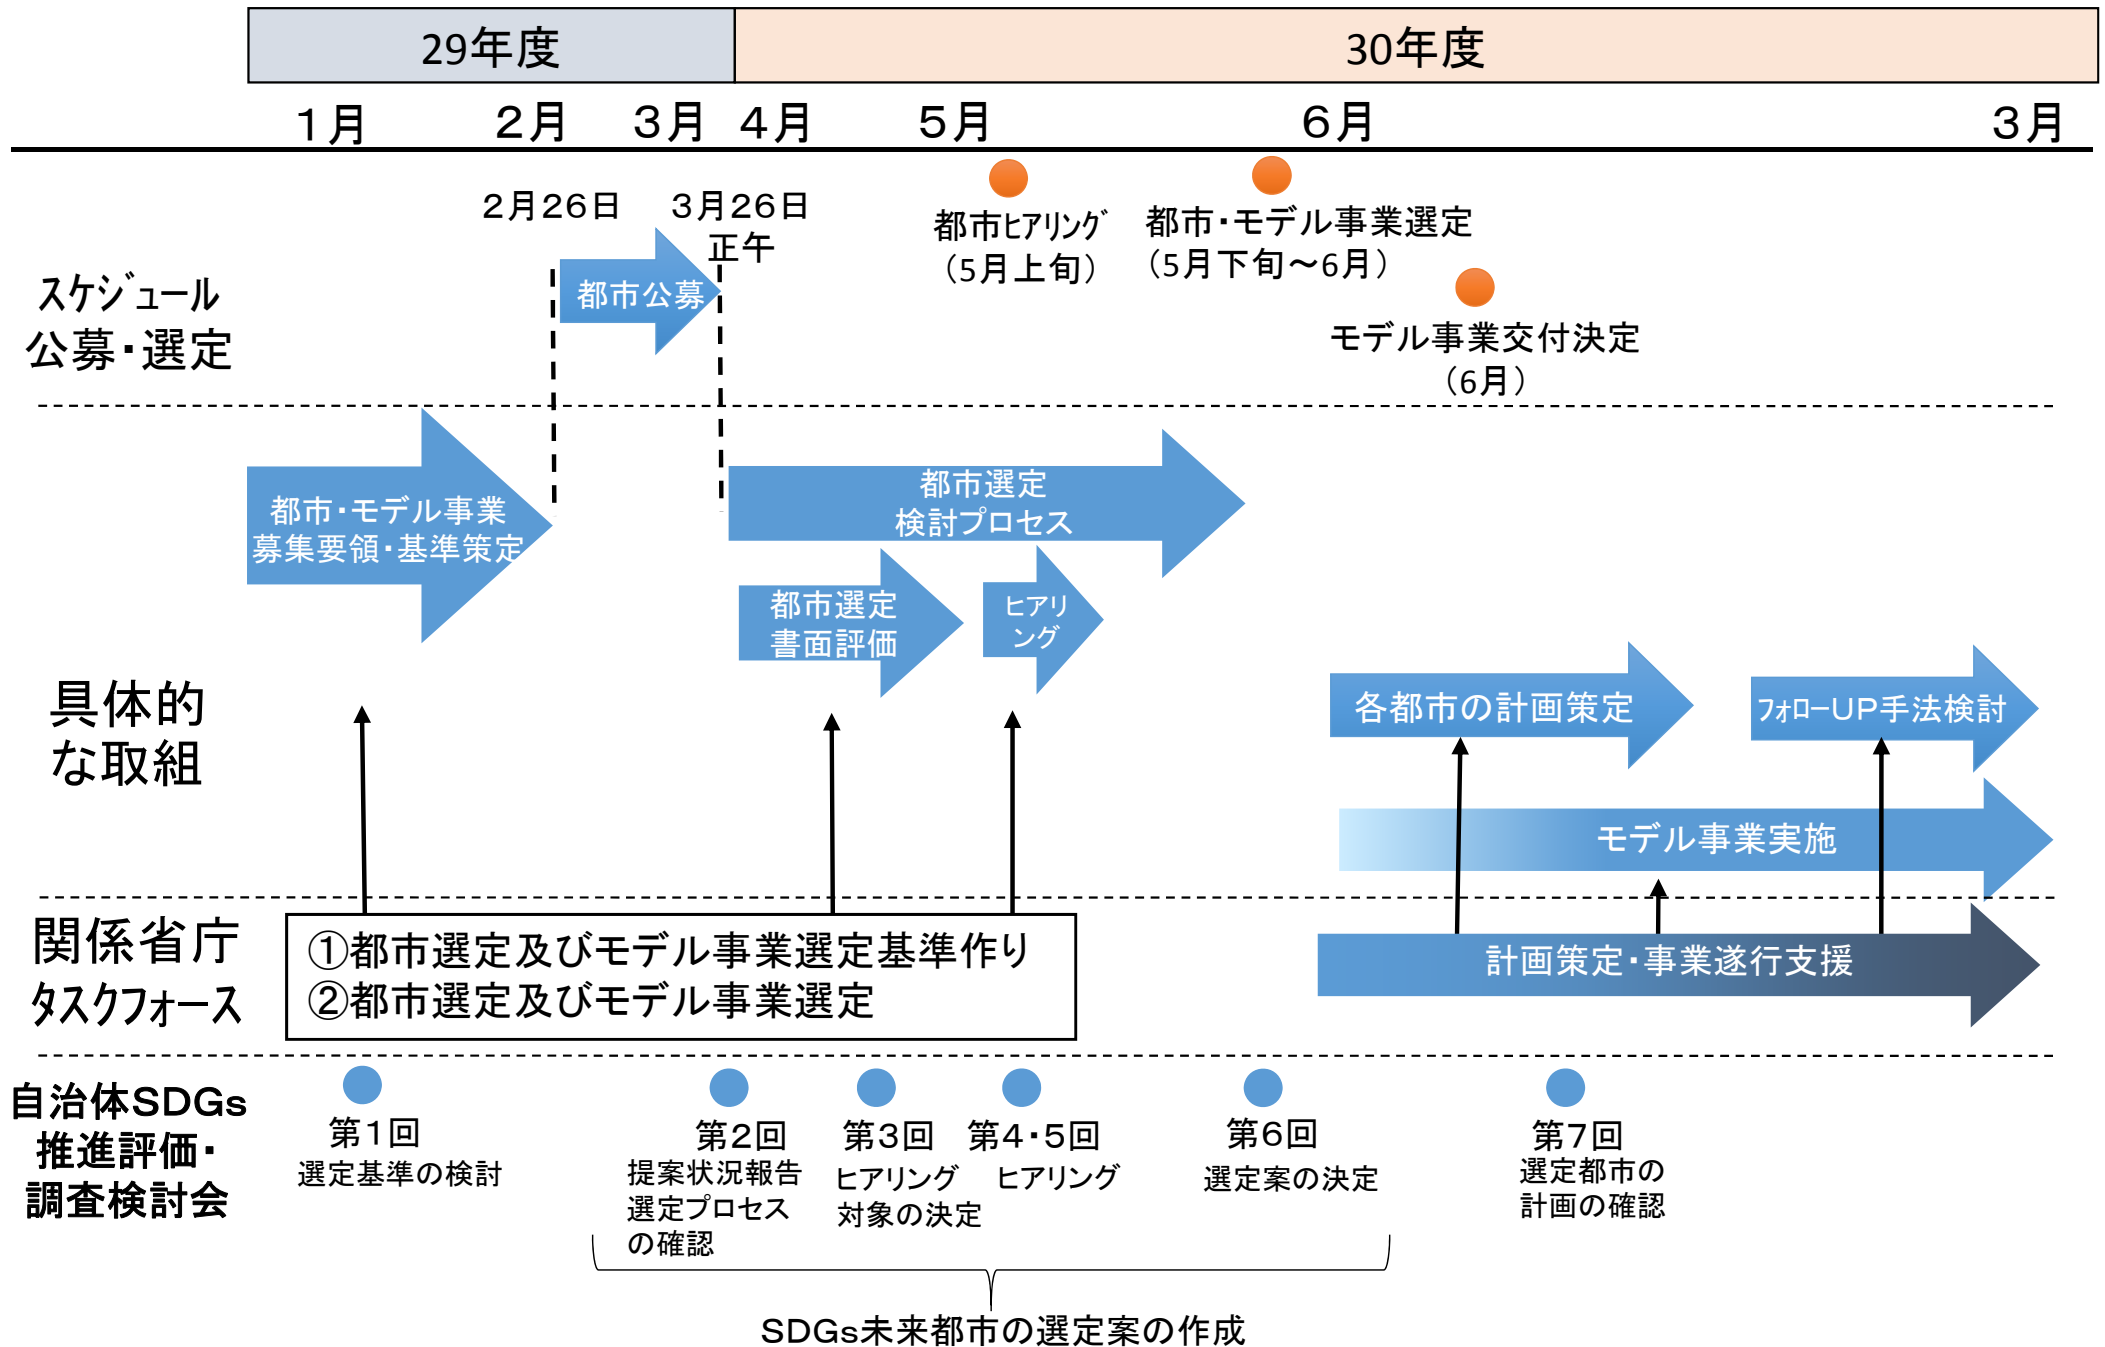 29年度
30年度
1月
2月
3月
4月
5月
6月
3月
スケジュール
公募・選定
2月26日
3月26日
正午
都市公募
都市ヒアリング
（5月上旬）
都市・モデル事業選定
（5月下旬～6月）
モデル事業交付決定
（6月）
具体的
な取組
都市・モデル事業
募集要領・基準策定
都市選定
検討プロセス
都市選定
書面評価
ヒアリ
ング
各都市の計画策定
フォローUP手法検討
モデル事業実施
関係省庁
タスクフォース
①都市選定及びモデル事業選定基準作り
②都市選定及びモデル事業選定
計画策定・事業遂行支援
自治体SDGs
推進評価・
調査検討会
第1回
選定基準の検討
第2回
提案状況報告
選定プロセス
の確認
第3回
ヒアリング
対象の決定
第4・5回
ヒアリング
第6回
選定案の決定
第7回
選定都市の
計画の確認
SDGs未来都市の選定案の作成